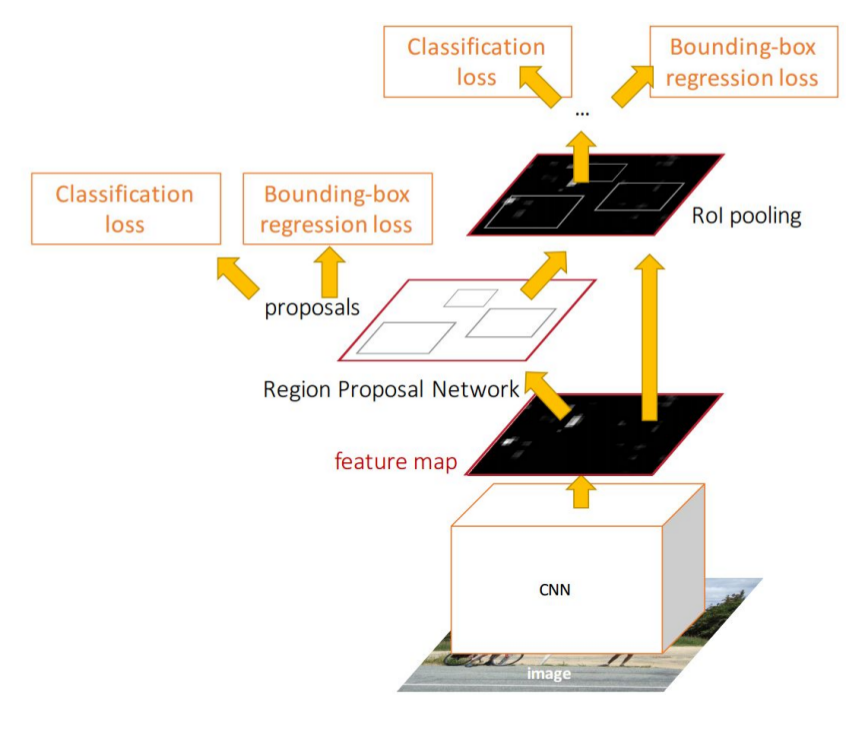 Classification
loss
Bounding-box
regression loss
...
Classification
loss
Bounding-box
regression loss
RoI pooling
proposals
Region Proposal Network
feature map
CNN
image